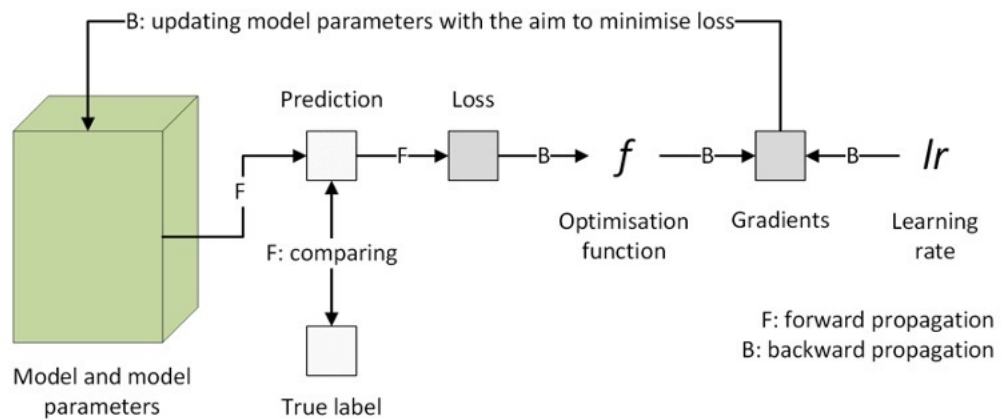 B: updating model parameters with the aim to minimise loss
Prediction
Loss
F
F
B
f
B
B
lr
F: comparing
Optimisation
function
Gradients
Learning
rate
True label
Model and model
parameters
F: forward propagation
B: backward propagation